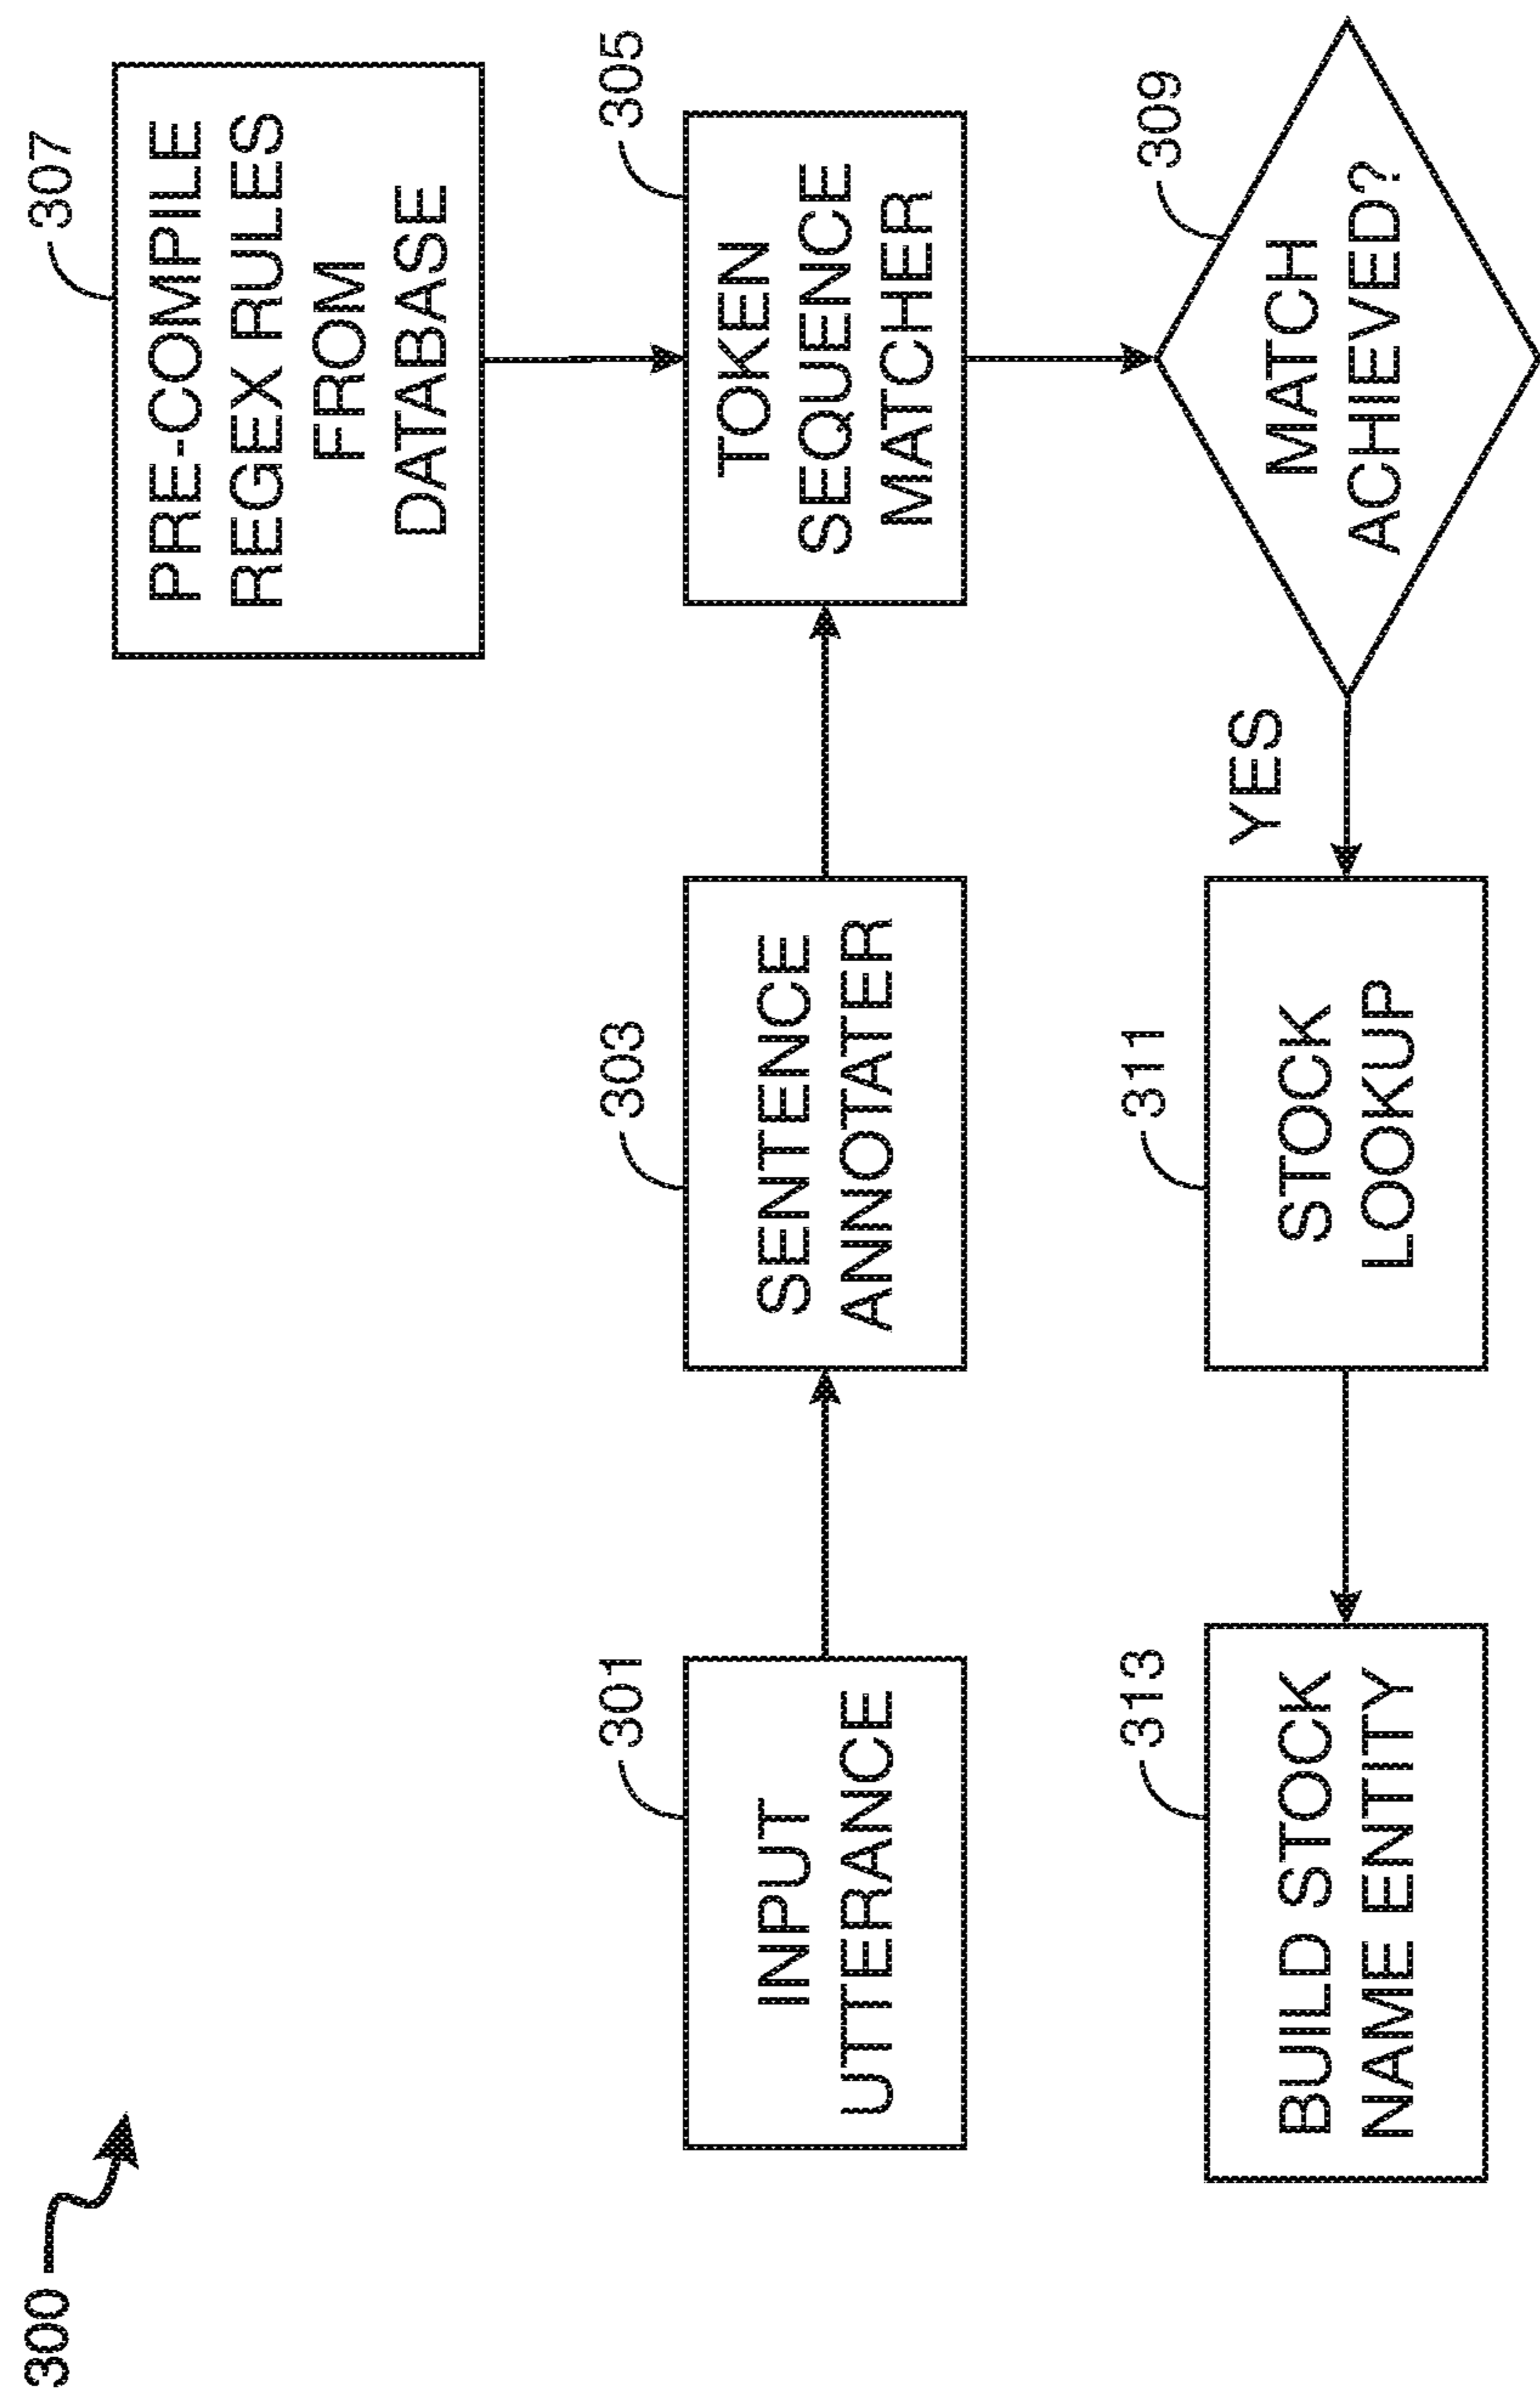 300
307
PRE-COMPILE
REGEX RULES
FROM
DATABASE
301
INPUT
UTTERANCE
303
SENTENCE
ANNOTATER
305
TOKEN
SEQUENCE
MATCHER
313
BUILD STOCK
NAME ENTITY
311
STOCK
LOOKUP
YES
309
MATCH
ACHIEVED?